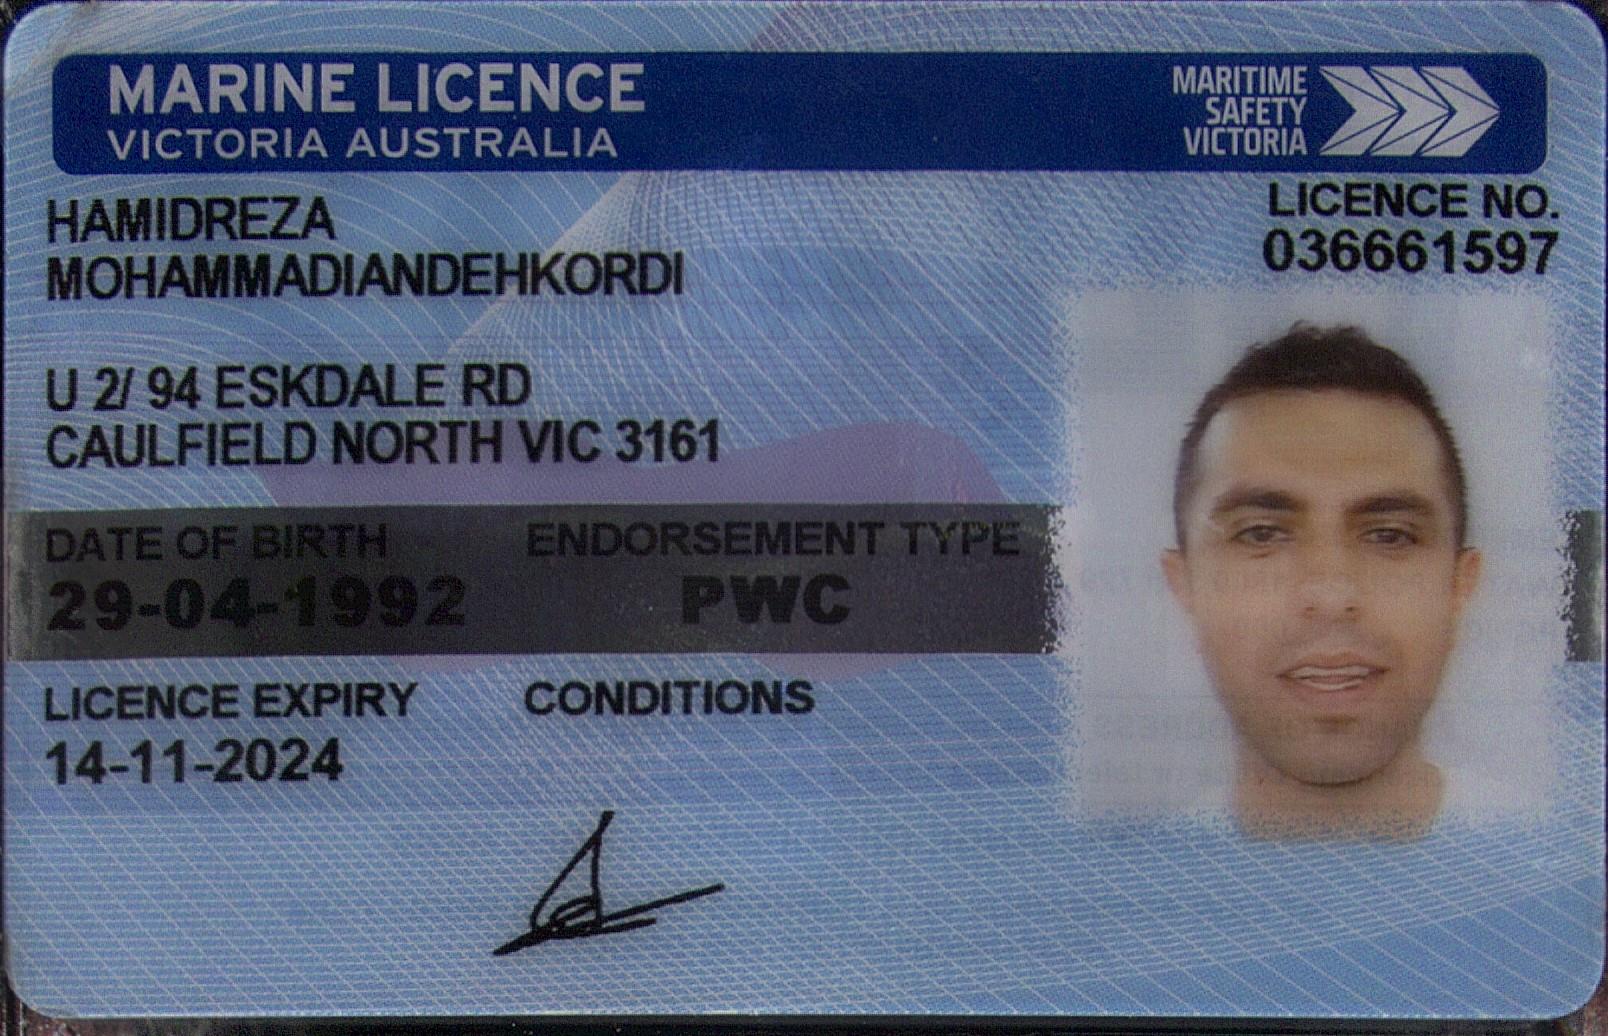 MARINE LICENCE
VICTORIA AUSTRALIA
MARITIME
SAFETY
VICTORIA
HAMIDREZA
MOHAMMADIANDEHKORDI
LICENCE NO.
036661597
U 2/ 94 ESKDALE RD
CAULFIELD NORTH VIC 3161
DATE OF BIRTH ENDORSEMENT TYPE
29-04-1992 PWC
LICENCE EXPIRY CONDITIONS
14-11-2024